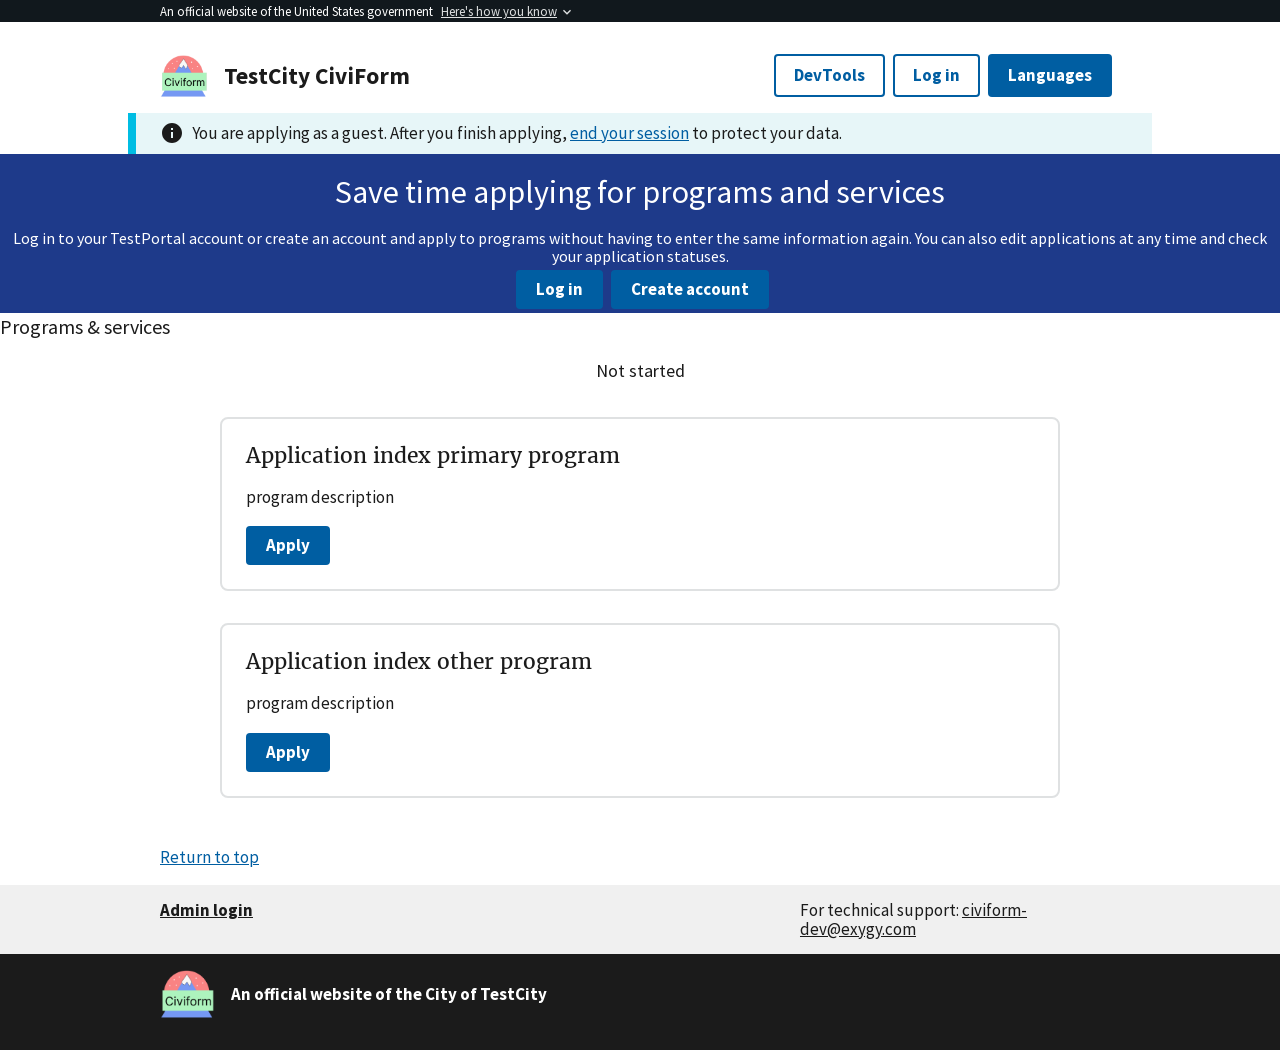 An official website of the United States government Here's how you know
Civiform
TestCity CiviForm
DevTools
Log in
Languages
You are applying as a guest. After you finish applying, end your session to protect your data.
Save time applying for programs and services
Log in to your TestPortal account or create an account and apply to programs without having to enter the same information again. You can also edit applications at any time and check
your application statuses.
Log in
Create account
Programs & services
Not started
Application index primary program
program description
Apply
Application index other program
program description
Apply
Return to top
Admin login
For technical support: civiform-
dev@exygy.com
Civiform
An official website of the City of TestCity